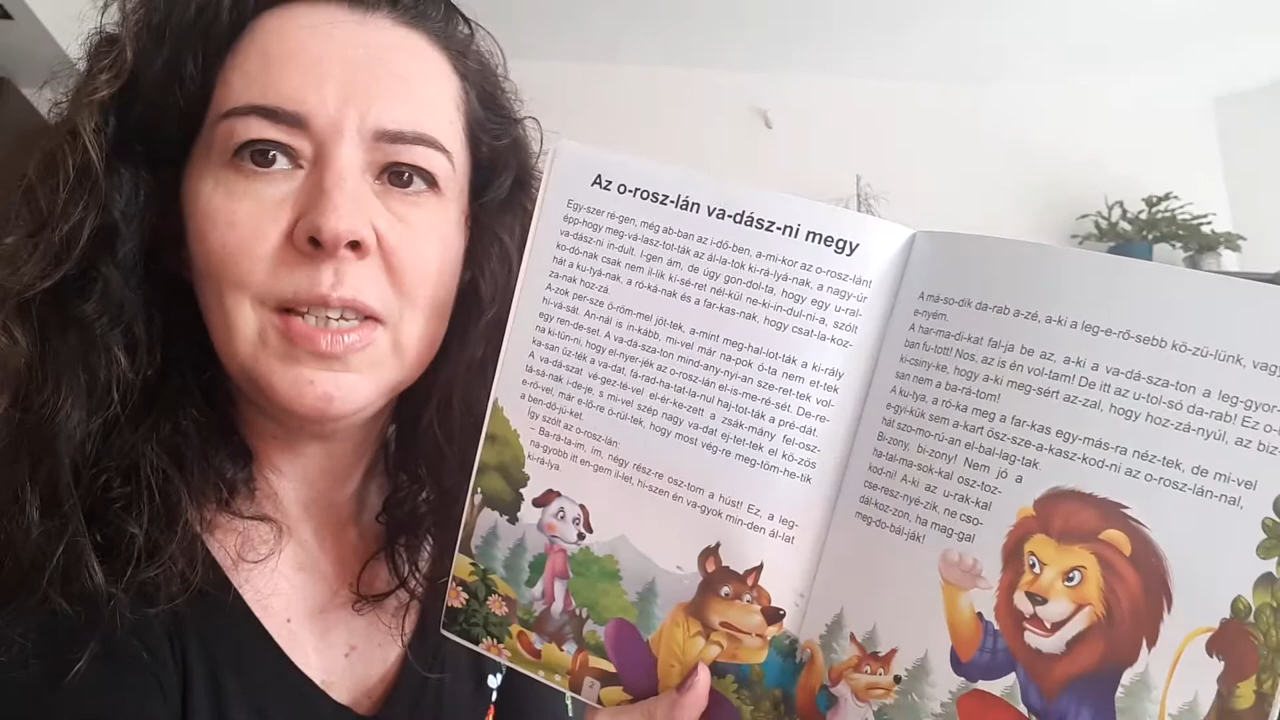 Az o-rosz-lán va-dász-ni megy
Egy-szer ré-gen, még ab-ban az i-dő-ben, a-mi-kor az o-rosz-lánt
épp-hogy meg-vá-lasz-tot-ták az ál-la-tok ki-rá-lyá-nak, a nagy-úr
va-dász-ni in-dult. I-gen ám, de úgy gon-dol-ta, hogy egy u-ral-
ko-dó-nak csak nem il-lik kí-sé-ret nél-kül ne-ki-in-dul-ni-a, szólt
hát a ku-tyá-nak, a ró-ká-nak és a far-kas-nak, hogy csat-la-koz-
za-nak hoz-zá.
A-zok per-sze ö-röm-mel jöt-tek, a-mint meg-hal-lot-ták a ki-rály
hí-vá-sát. An-nál is in-kább, mi-vel már na-pok ó-ta nem et-tek
egy ren-de-set. A va-dá-sza-ton mind-any-nyi-an sze-ret-tek vol-
na ki-tűn-ni, hogy el-nyer-jék az o-rosz-lán el-is-me-ré-sét. De-re-
ka-san űz-ték a va-dat, fá-rad-ha-tat-la-nul haj-tot-ták a pré-dát.
A va-dá-szat vé-gez-té-vel el-ér-ke-zett a zsák-mány fel-osz-
tá-sá-nak i-de-je, s mi-vel szép nagy va-dat ej-tet-tek el kö-zös
e-rő-vel, már e-lő-re ö-rül-tek, hogy most vég-re meg-töm-he-tik
a ben-dő-jü-ket.
Így szólt az o-rosz-lán:
– Ba-rá-ta-im, ím, négy rész-re osz-tom a húst! Ez, a leg-
na-gyobb itt en-gem il-let, hi-szen én va-gyok min-den ál-lat
ki-rá-lya.
2
A má-so-dik da-rab a-zé, a-ki a leg-e-rő-sebb kö-zü-lünk, vagy
e-nyém.
A har-ma-di-kat fal-ja be az, a-ki a va-dá-sza-ton a leg-gyor-
ban fu-tott! Nos, az is én vol-tam! De itt az u-tol-só da-rab! Ez o-
ki-csiny-ke, hogy a-ki meg-sért az-zal, hogy hoz-zá-nyúl, az biz-
san nem a ba-rá-tom!
A ku-tya, a ró-ka meg a far-kas egy-más-ra néz-tek, de mi-vel
e-gyi-kük sem a-kart ösz-sze-a-kasz-kod-ni az o-rosz-lán-nal,
hát szo-mo-rú-an el-bal-lag-tak.
Bi-zony, bi-zony! Nem jó a
ha-tal-ma-sok-kal osz-toz-
kod-ni! A-ki az u-rak-kal
cse-resz-nyé-zik, ne cso-
dál-koz-zon, ha mag-gal
meg-do-bál-ják!